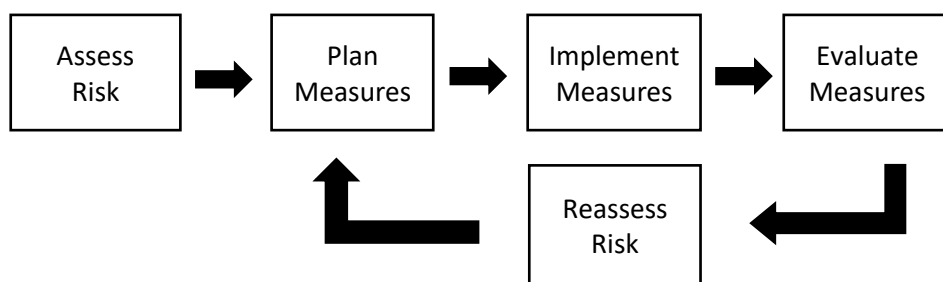 Assess
Risk
Plan
Measures
Implement
Measures
Evaluate
Measures
Reassess
Risk